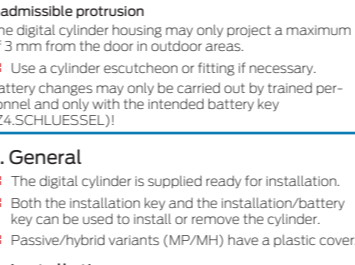 admissible protrusion
he digital cylinder housing may only project a maximum
f 3 mm from the door in outdoor areas.
Use a cylinder escutcheon or fitting if necessary.
attery changes may only be carried out by trained per-
onnel and only with the intended battery key
Z4.SCHLUESSEL)!
. General
The digital cylinder is supplied ready for installation.
Both the installation key and the installation/battery
key can be used to install or remove the cylinder.
Passive/hybrid variants (MP/MH) have a plastic cover